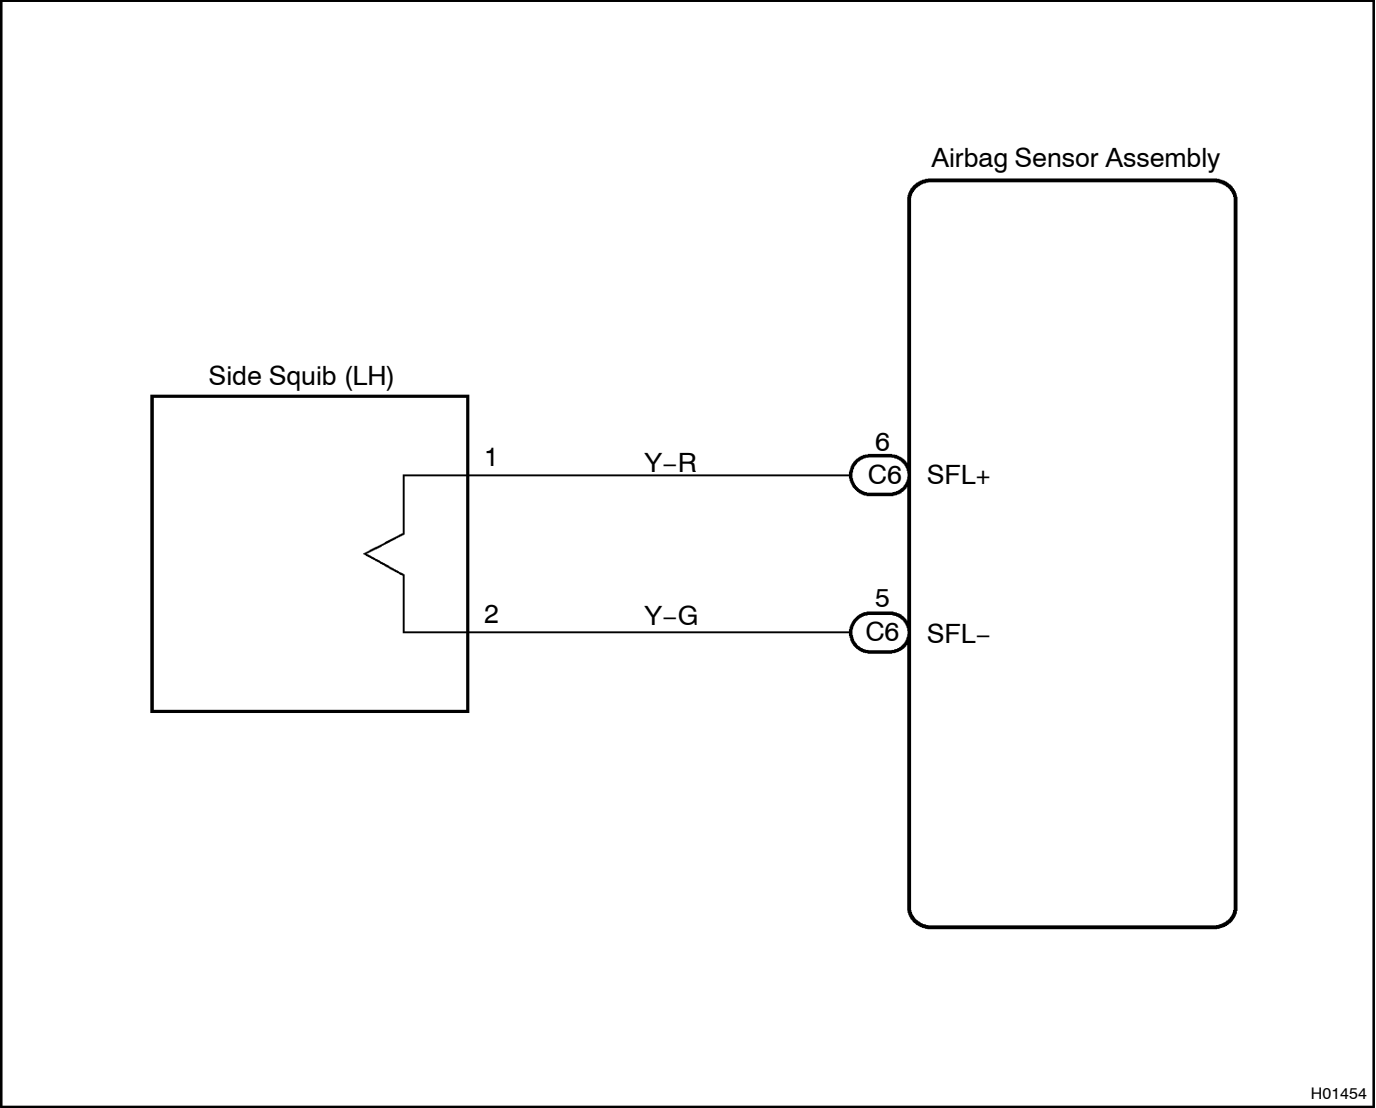 Airbag Sensor Assembly
Side Squib (LH)
1
Y–R
6
C6
SFL+
2
Y–G
5
C6
SFL–
H01454